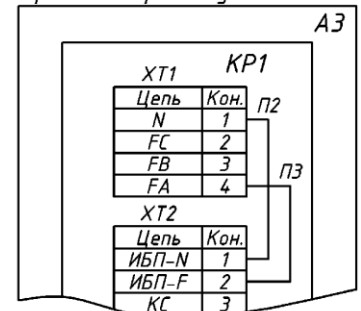 А3
КР1
ХТ1
Цепь Кон.
N 1
FC 2
FB 3
FA 4
П2
П3
ХТ2
Цепь Кон.
ИБП-N 1
ИБП-F 2
КС 3